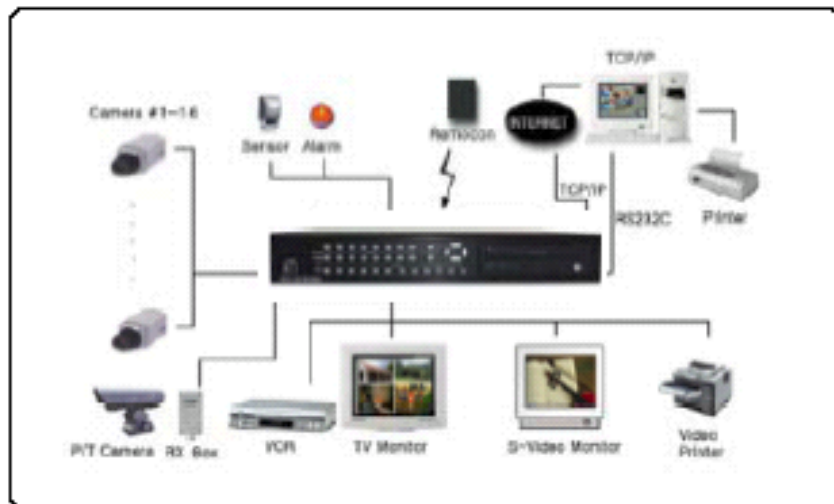 TCP/IP
Camera #1~16
Sensor Alarm
Remocon
INTERNET
TCP/IP
RS232C
Printer
P/T Camera RX Box
VCR
TV Monitor
S-Video Monitor
Video
Printer